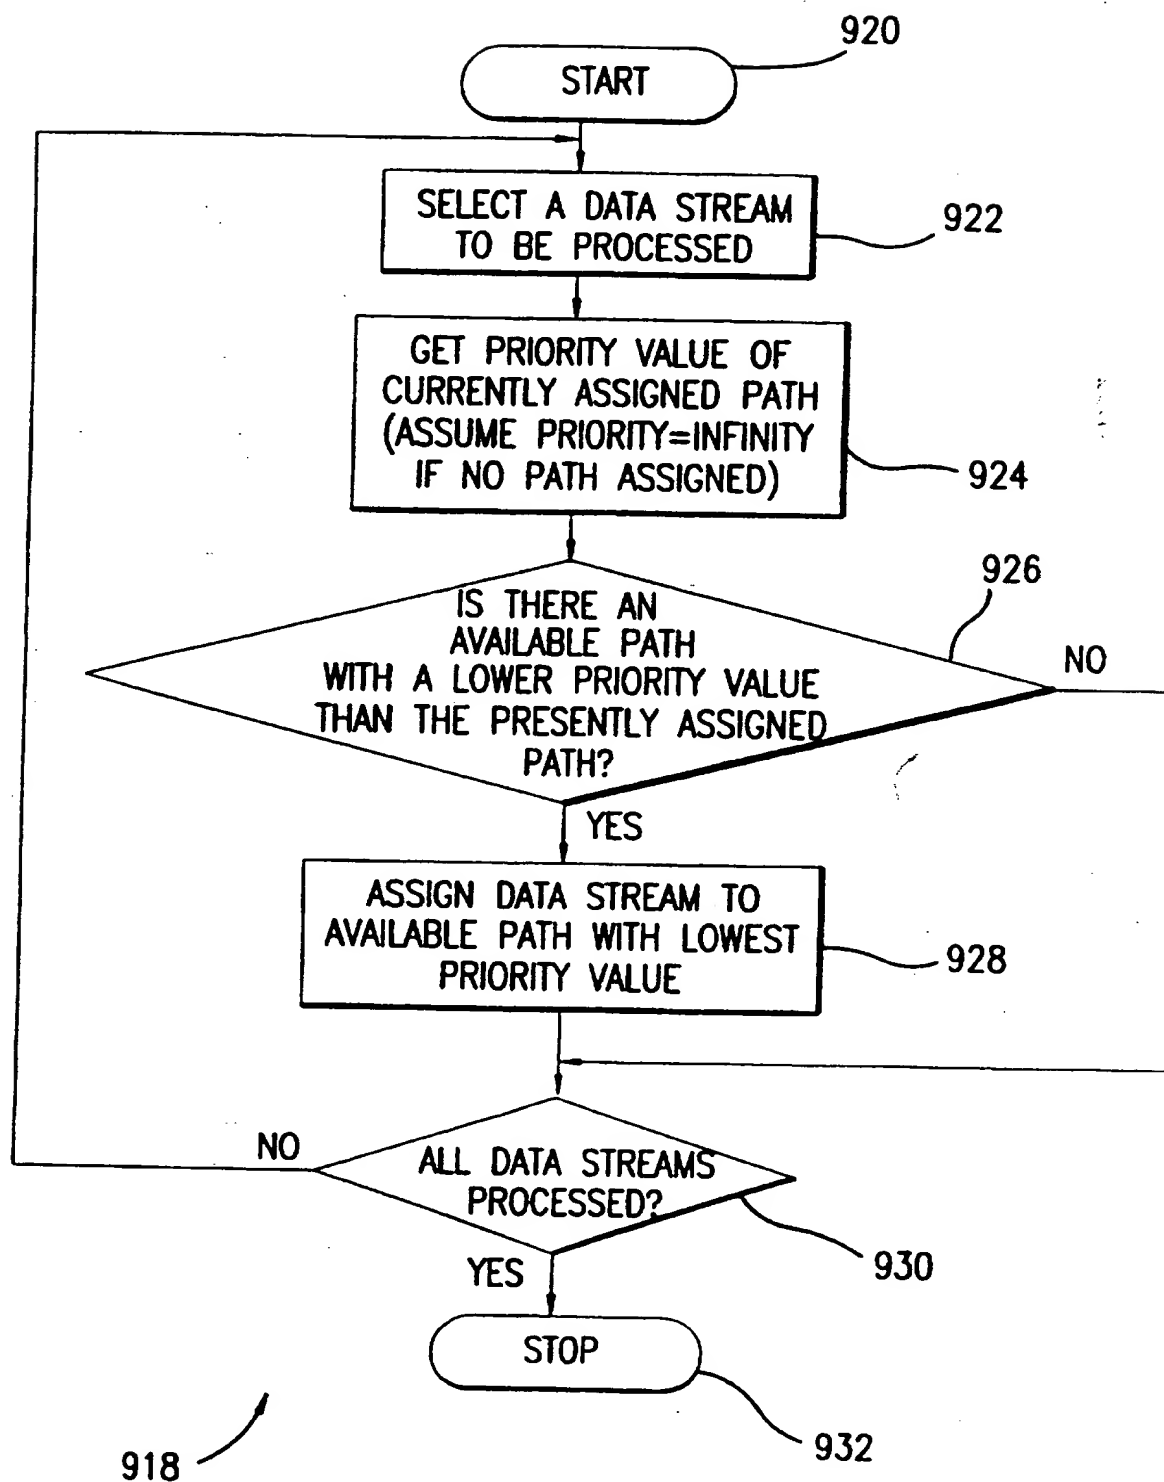 920
START
SELECT A DATA STREAM
TO BE PROCESSED
922
GET PRIORITY VALUE OF
CURRENTLY ASSIGNED PATH
(ASSUME PRIORITY=INFINITY
IF NO PATH ASSIGNED)
924
926
IS THERE AN
AVAILABLE PATH
WITH A LOWER PRIORITY VALUE
THAN THE PRESENTLY ASSIGNED
PATH?
NO
YES
ASSIGN DATA STREAM TO
AVAILABLE PATH WITH LOWEST
PRIORITY VALUE
928
NO
ALL DATA STREAMS
PROCESSED?
930
YES
STOP
932
918